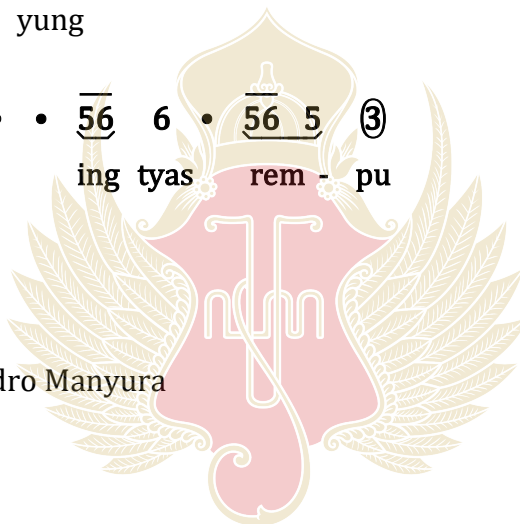 yung
• • 56 6 • 56 5 3
ing tyas rem - pu
dro Manyura